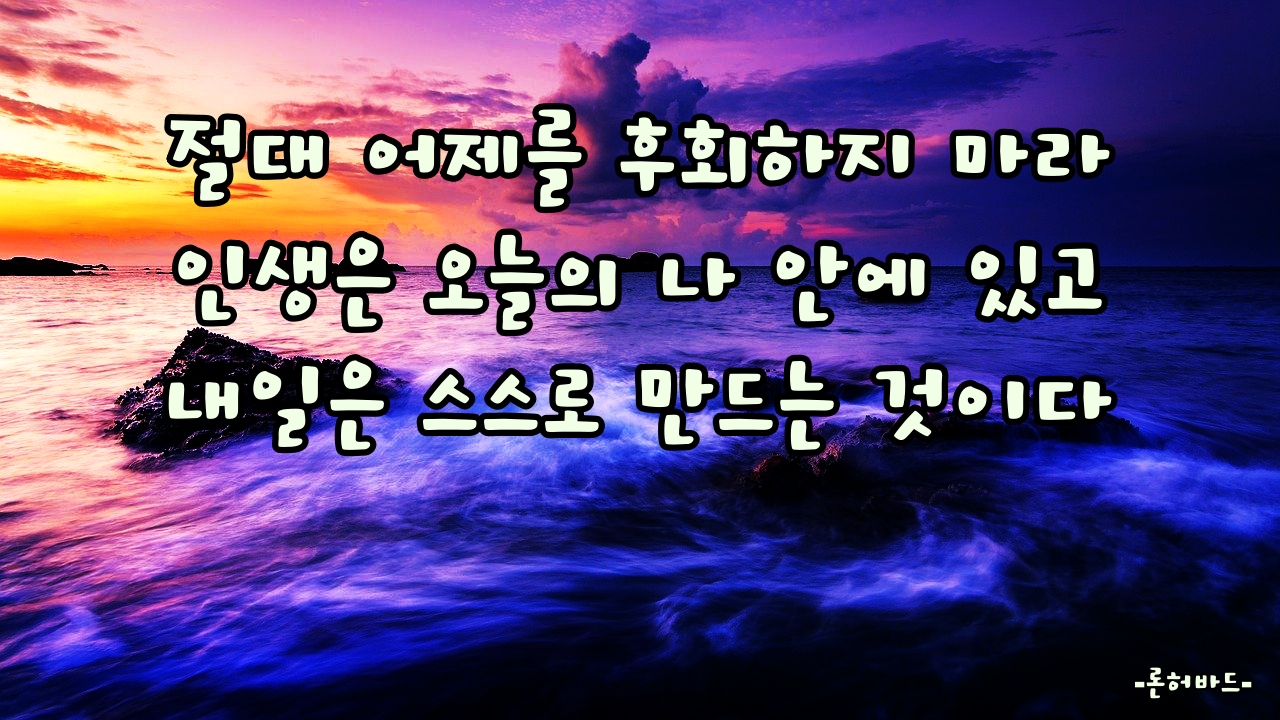 절대 어제를 후회하지 마라
인생은 오늘의 나 안에 있고
내일은 스스로 만드는 것이다
-론허바드-